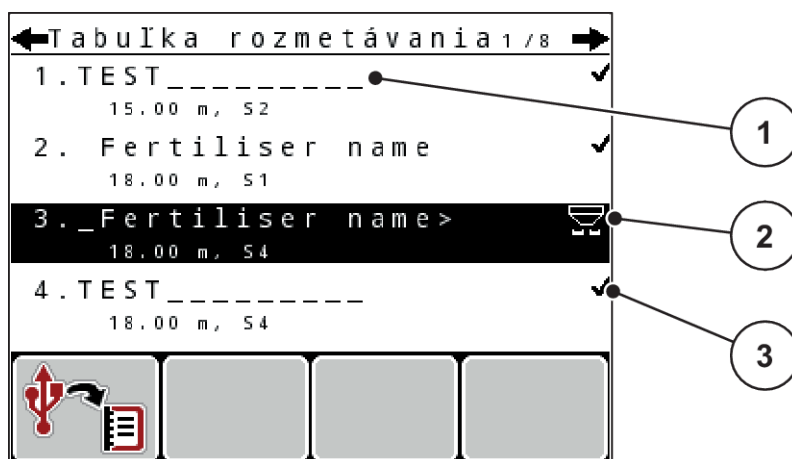 Tabuľka rozmetávania 1/8
1.TEST_________
15.00 m, S2
2. Fertiliser name
18.00 m, S1
3._Fertiliser name>
18.00 m, S4
4.TEST_________
18.00 m, S4
1
2
3